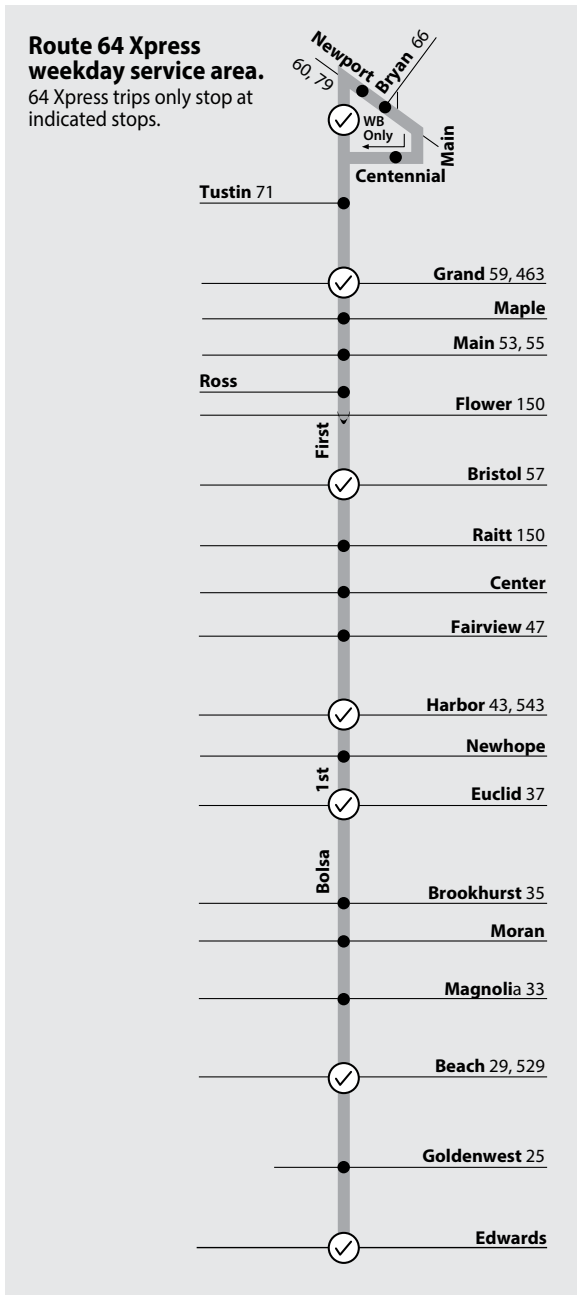 Route 64 Xpress
weekday service area.
64 Xpress trips only stop at
indicated stops.
Newport
60, 79
Bryan 66
WB
Only
Main
Centennial
Tustin 71
Grand 59, 463
Maple
Main 53, 55
Ross
Flower 150
First
Bristol 57
Raitt 150
Center
Fairview 47
Harbor 43, 543
Newhope
1st
Euclid 37
Bolsa
Brookhurst 35
Moran
Magnolia 33
Beach 29, 529
Goldenwest 25
Edwards